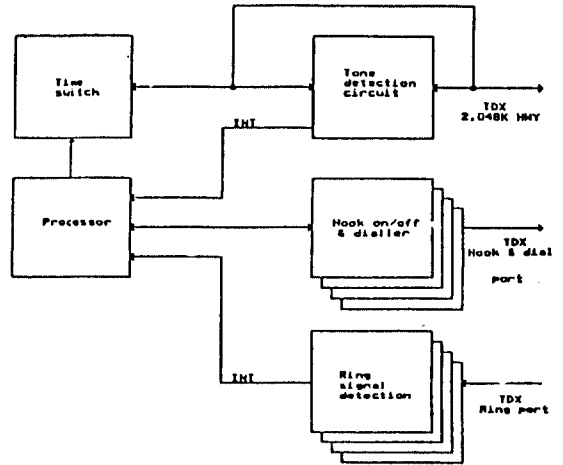 Time
switch
Tone
detection
circuit
TDX
2.048K HWY
INT
Processor
Hook on/off
& dialler
TDX
Hook & dial
port
INT
Ring
signal
detection
TDX
Ring port